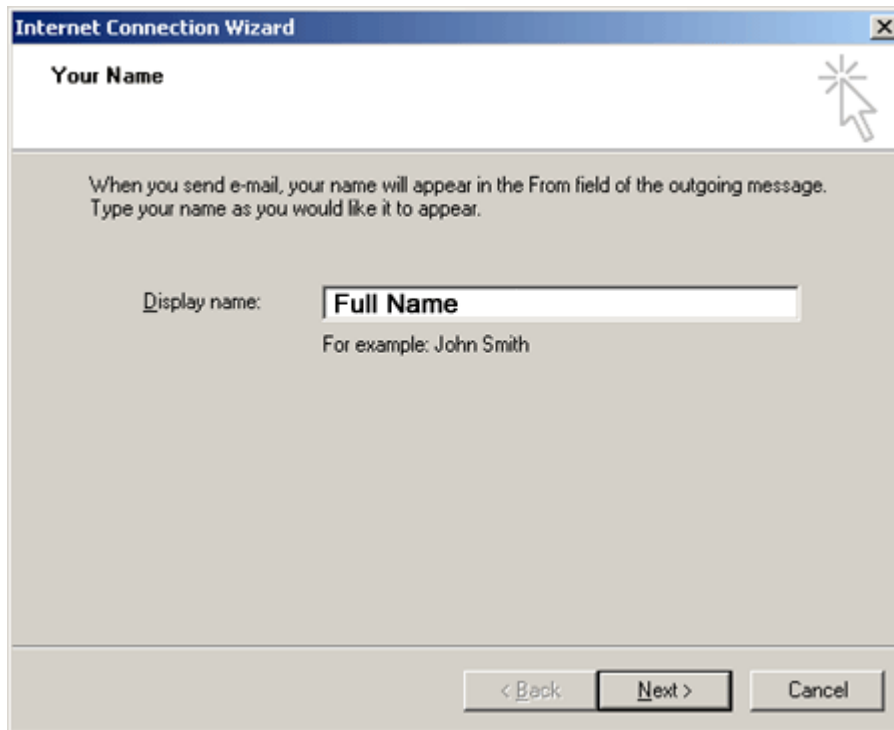 Internet Connection Wizard
Your Name
When you send e-mail, your name will appear in the From field of the outgoing message.
Type your name as you would like it to appear.
Display name: Full Name
For example: John Smith
< Back Next > Cancel